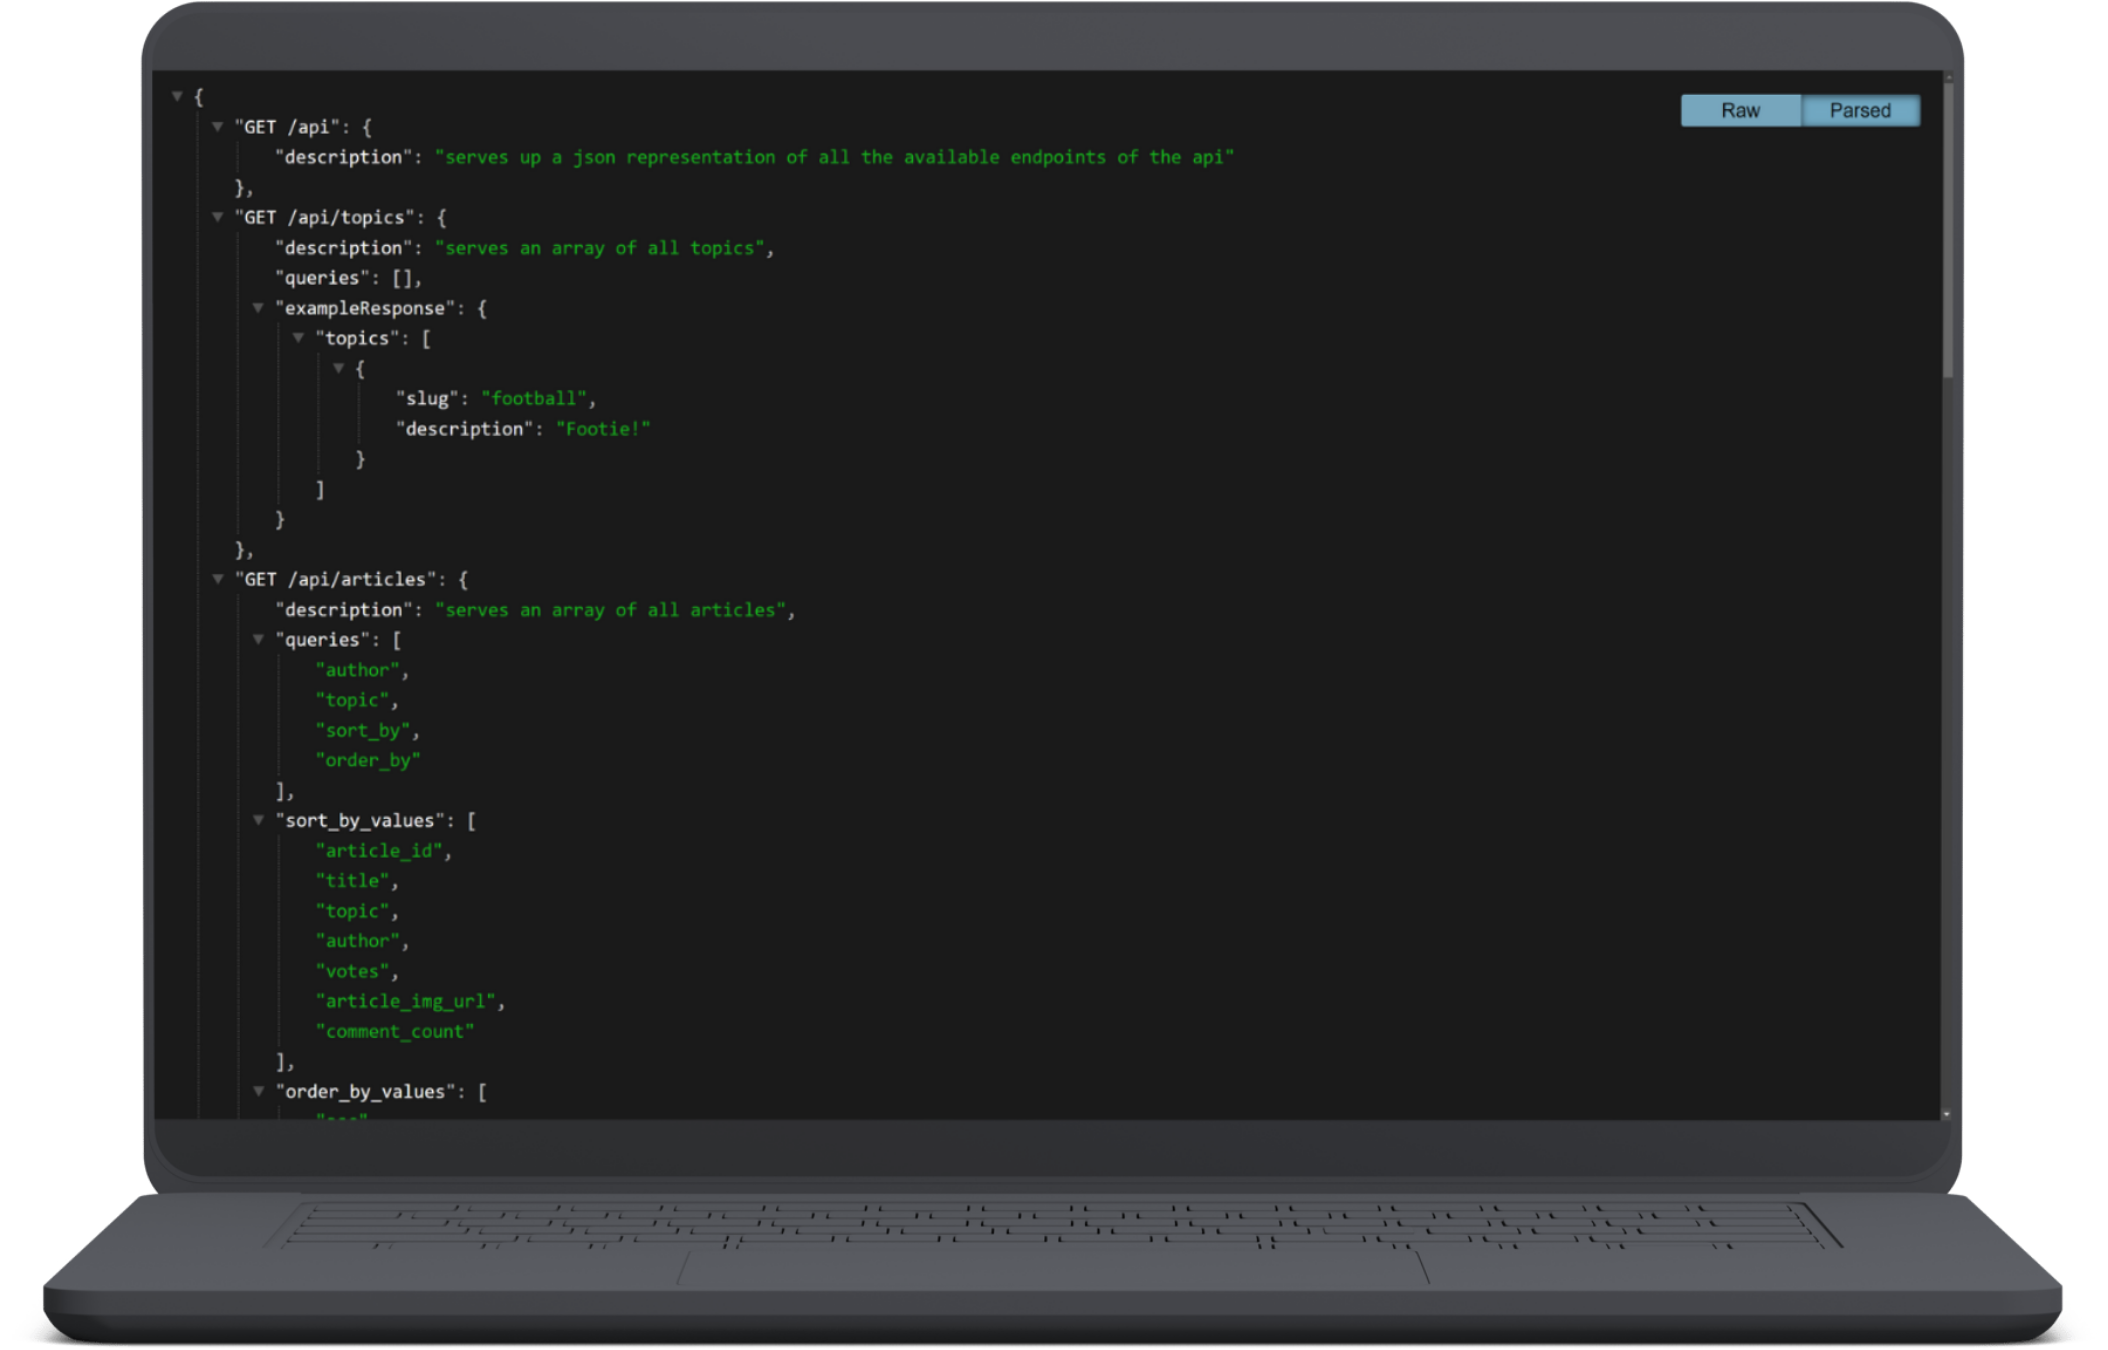 {
Raw Parsed
"GET /api": {
"description": "serves up a json representation of all the available endpoints of the api"
},
"GET /api/topics": {
"description": "serves an array of all topics",
"queries": [],
"exampleResponse": {
"topics": [
{
"slug": "football",
"description": "Footie!"
}
]
}
},
"GET /api/articles": {
"description": "serves an array of all articles",
"queries": [
"author",
"topic",
"sort_by",
"order_by"
],
"sort_by_values": [
"article_id",
"title",
"topic",
"author",
"votes",
"article_img_url",
"comment_count"
],
"order_by_values": [